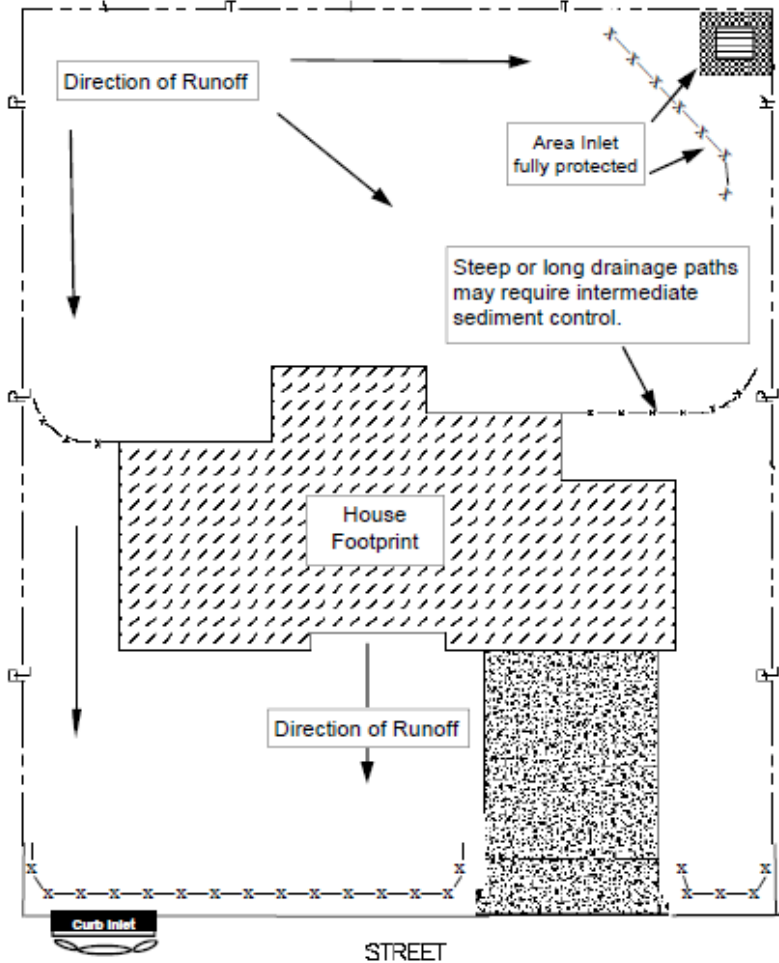 Direction of Runoff
Area Inlet
fully protected
Steep or long drainage paths
may require intermediate
sediment control.
House
Footprint
Direction of Runoff
Curb Inlet
STREET